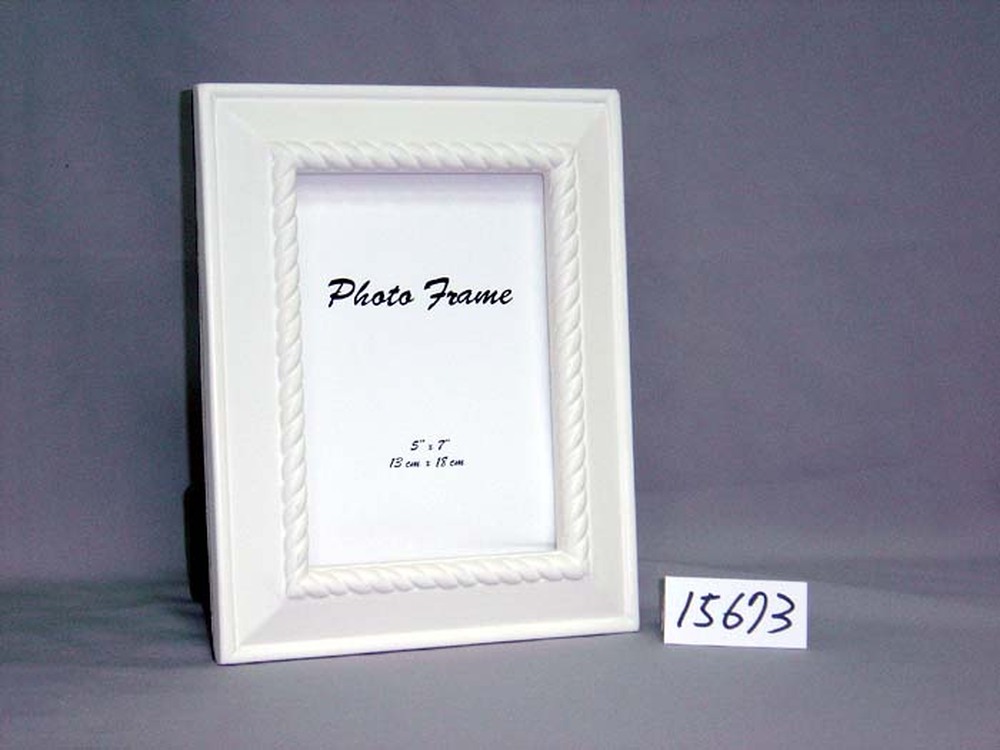 Photo Frame
5" x 7"
13 cm x 18 cm
15673